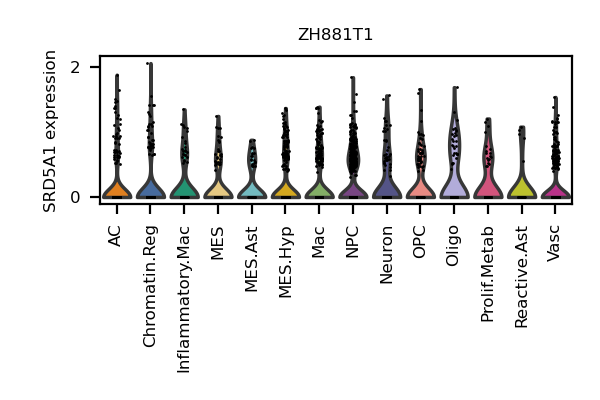 ZH881T1
SRD5A1 expression
2
0
AC
Chromatin.Reg
Inflammatory.Mac
MES
MES.Ast
MES.Hyp
Mac
NPC
Neuron
OPC
Oligo
Prolif.Metab
Reactive.Ast
Vasc